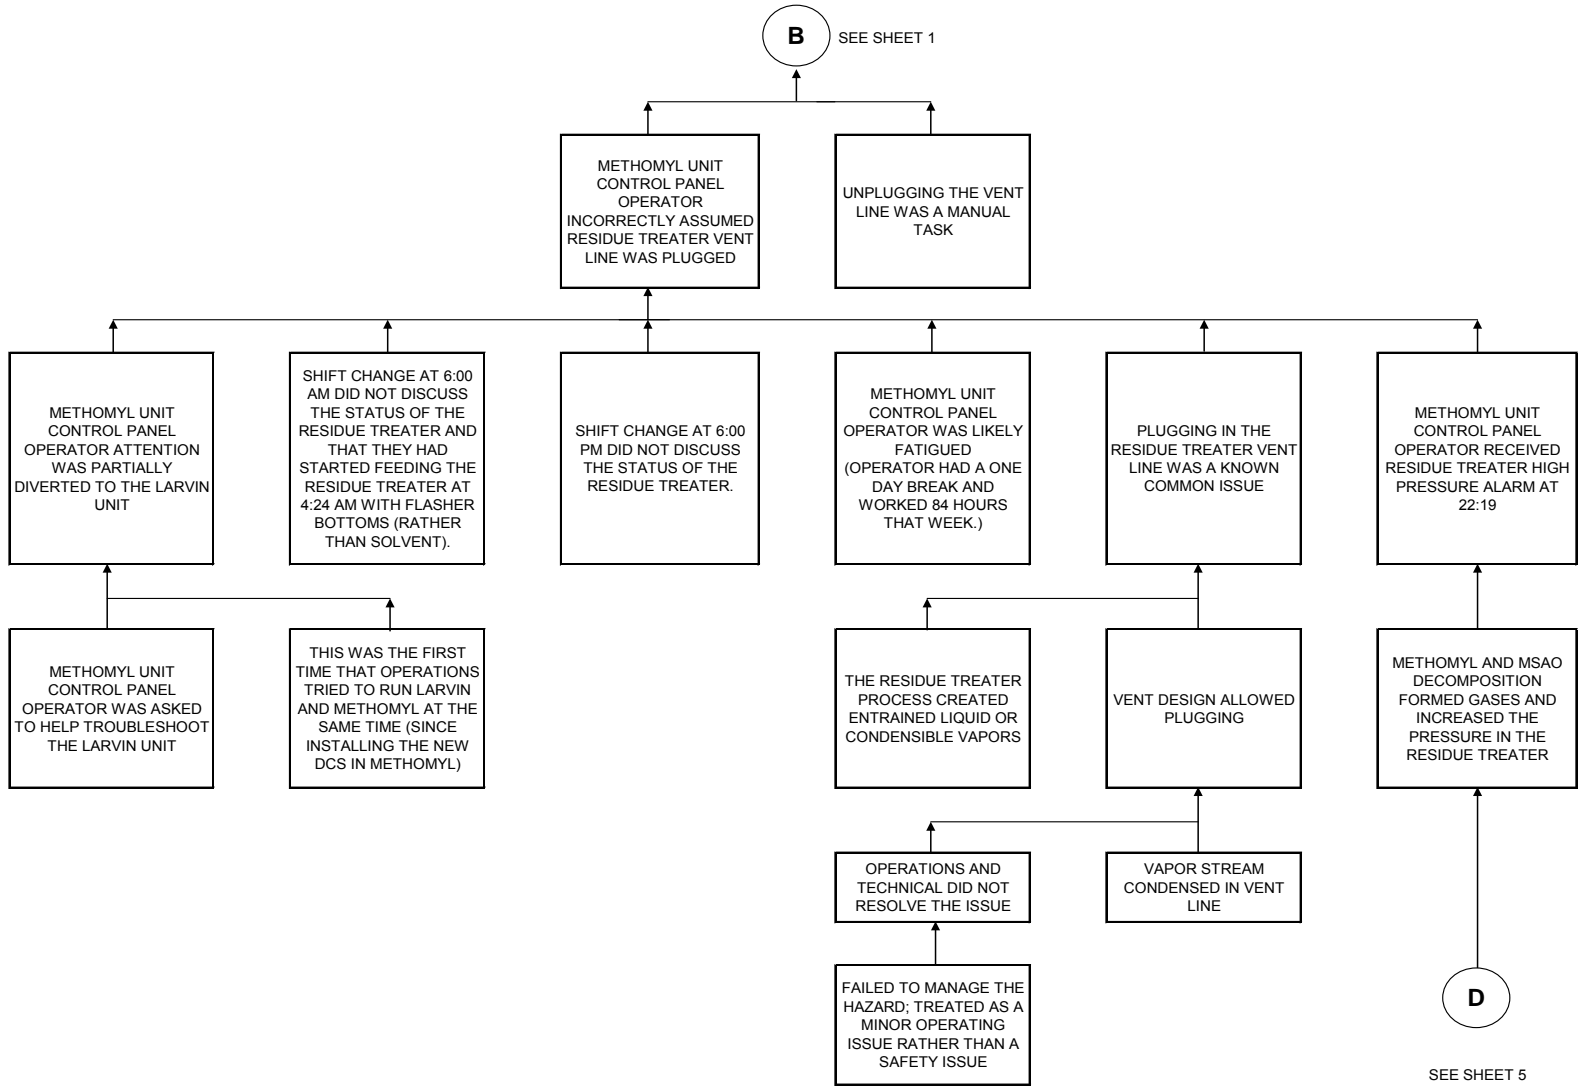 B
SEE SHEET 1
METHOMYL UNIT
CONTROL PANEL
OPERATOR
INCORRECTLY ASSUMED
RESIDUE TREATER VENT
LINE WAS PLUGGED
UNPLUGGING THE VENT
LINE WAS A MANUAL
TASK
METHOMYL UNIT
CONTROL PANEL
OPERATOR ATTENTION
WAS PARTIALLY
DIVERTED TO THE LARVIN
UNIT
SHIFT CHANGE AT 6:00
AM DID NOT DISCUSS
THE STATUS OF THE
RESIDUE TREATER AND
THAT THEY HAD
STARTED FEEDING THE
RESIDUE TREATER AT
4:24 AM WITH FLASHER
BOTTOMS (RATHER
THAN SOLVENT).
SHIFT CHANGE AT 6:00
PM DID NOT DISCUSS
THE STATUS OF THE
RESIDUE TREATER.
METHOMYL UNIT
CONTROL PANEL
OPERATOR WAS LIKELY
FATIGUED
(OPERATOR HAD A ONE
DAY BREAK AND
WORKED 84 HOURS
THAT WEEK.)
PLUGGING IN THE
RESIDUE TREATER VENT
LINE WAS A KNOWN
COMMON ISSUE
METHOMYL UNIT
CONTROL PANEL
OPERATOR RECEIVED
RESIDUE TREATER HIGH
PRESSURE ALARM AT
22:19
METHOMYL UNIT
CONTROL PANEL
OPERATOR WAS ASKED
TO HELP TROUBLESHOOT
THE LARVIN UNIT
THIS WAS THE FIRST
TIME THAT OPERATIONS
TRIED TO RUN LARVIN
AND METHOMYL AT THE
SAME TIME (SINCE
INSTALLING THE NEW
DCS IN METHOMYL)
THE RESIDUE TREATER
PROCESS CREATED
ENTRAINED LIQUID OR
CONDENSIBLE VAPORS
VENT DESIGN ALLOWED
PLUGGING
METHOMYL AND MSAO
DECOMPOSITION
FORMED GASES AND
INCREASED THE
PRESSURE IN THE
RESIDUE TREATER
OPERATIONS AND
TECHNICAL DID NOT
RESOLVE THE ISSUE
VAPOR STREAM
CONDENSED IN VENT
LINE
FAILED TO MANAGE THE
HAZARD; TREATED AS A
MINOR OPERATING
ISSUE RATHER THAN A
SAFETY ISSUE
D
SEE SHEET 5